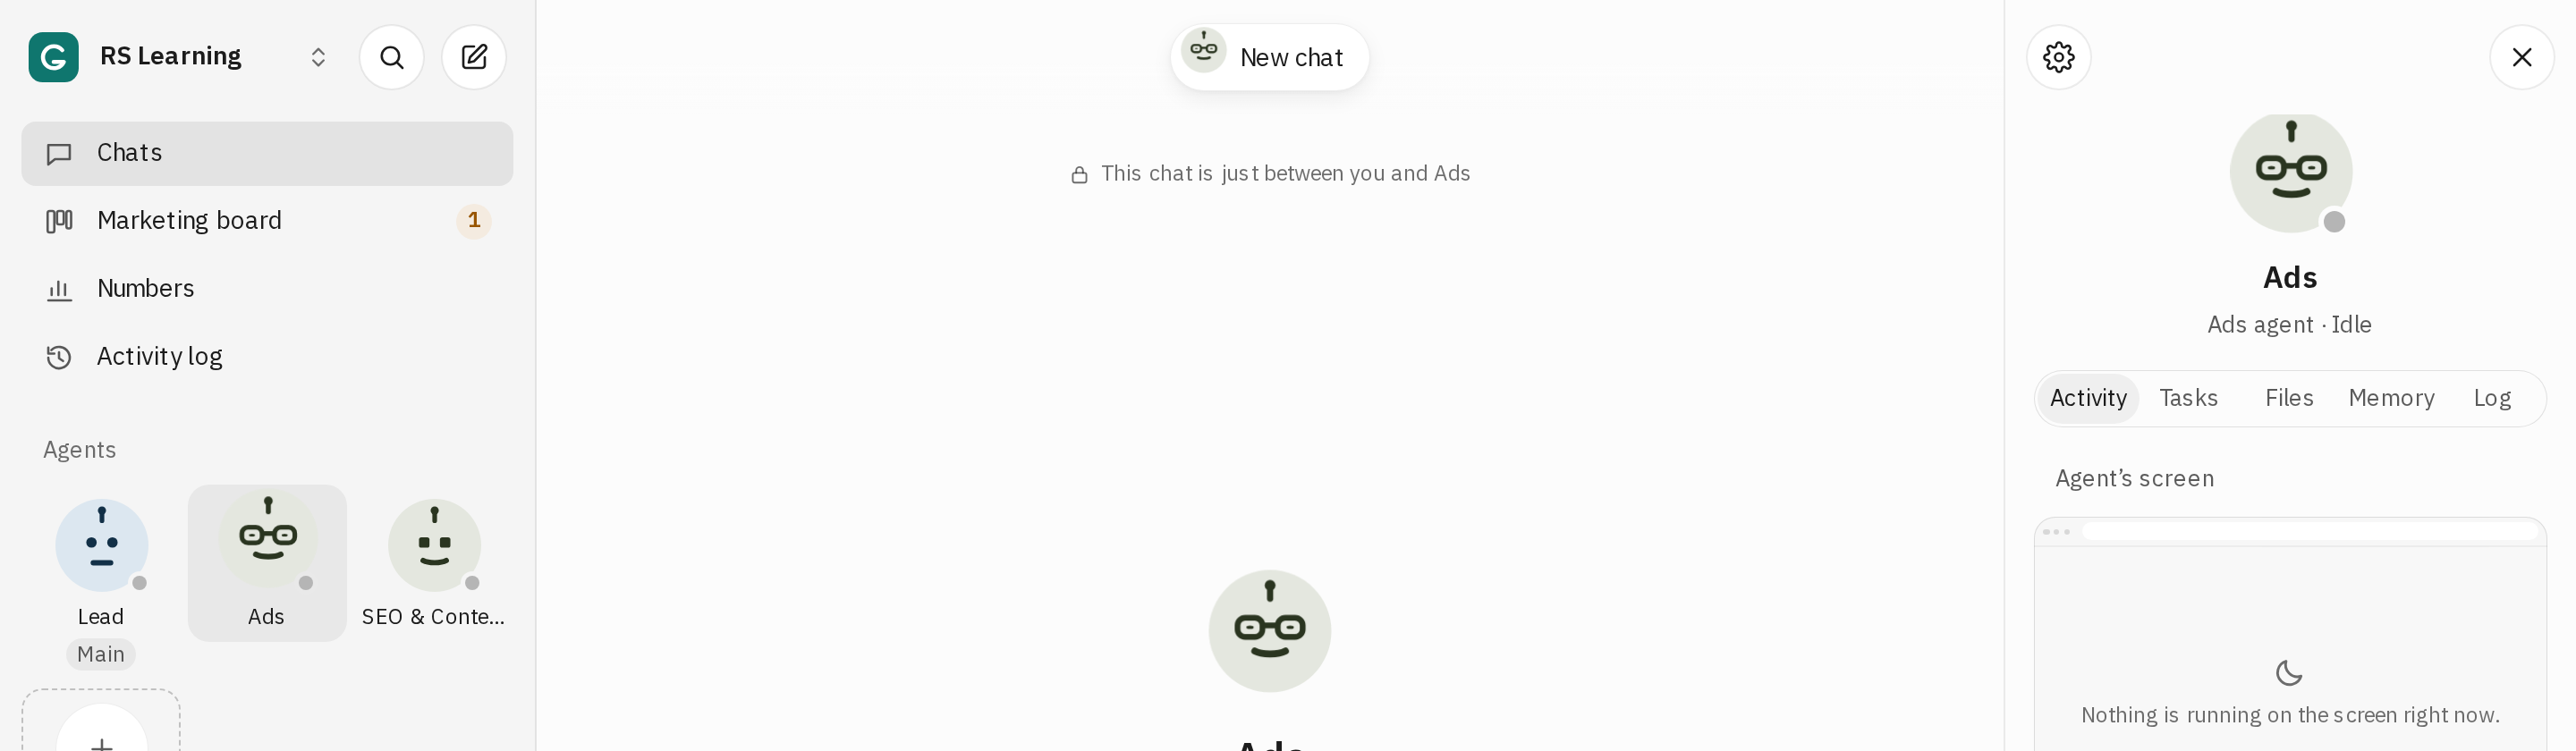 RS Learning
Chats
Marketing board 1
Numbers
Activity log
Agents
Lead
Main
Ads
SEO & Conte...
New chat
This chat is just between you and Ads
Ads
Ads agent · Idle
Activity Tasks Files Memory Log
Agent’s screen
Nothing is running on the screen right now.